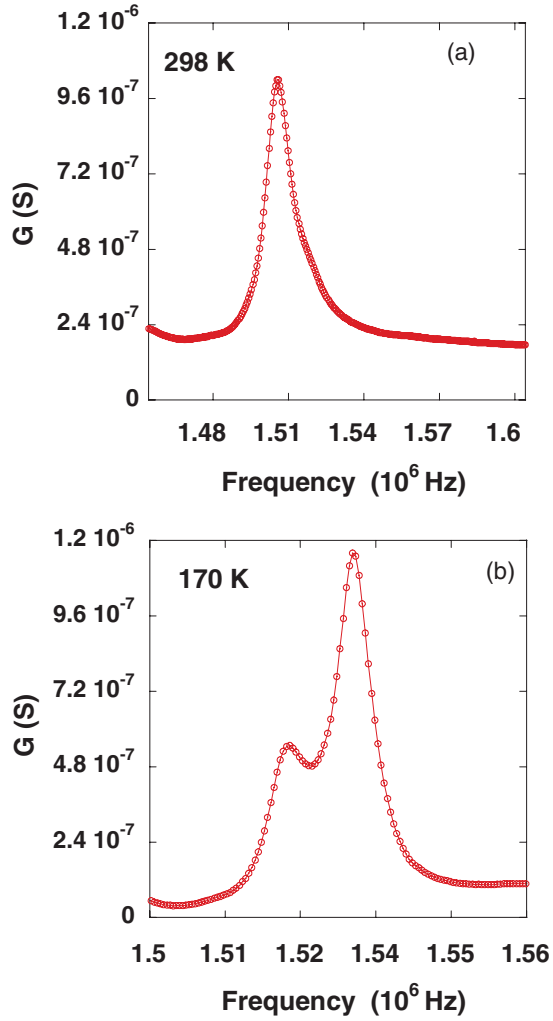 1.2 10-6
298 K
(a)
9.6 10-7
7.2 10-7
G (S)
4.8 10-7
2.4 10-7
0
1.48 1.51 1.54 1.57 1.6
Frequency (10⁶ Hz)
1.2 10-6
170 K
(b)
9.6 10-7
7.2 10-7
G (S)
4.8 10-7
2.4 10-7
0
1.5 1.51 1.52 1.54 1.55 1.56
Frequency (10⁶ Hz)